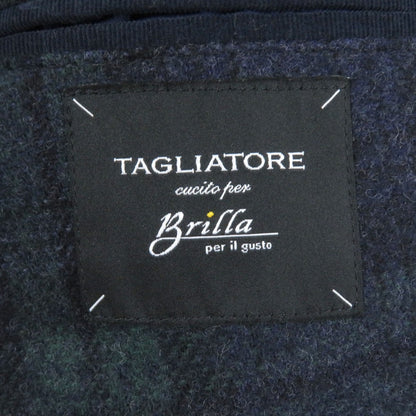 TAGLIATORE
cucito per
Brilla
per il gusto